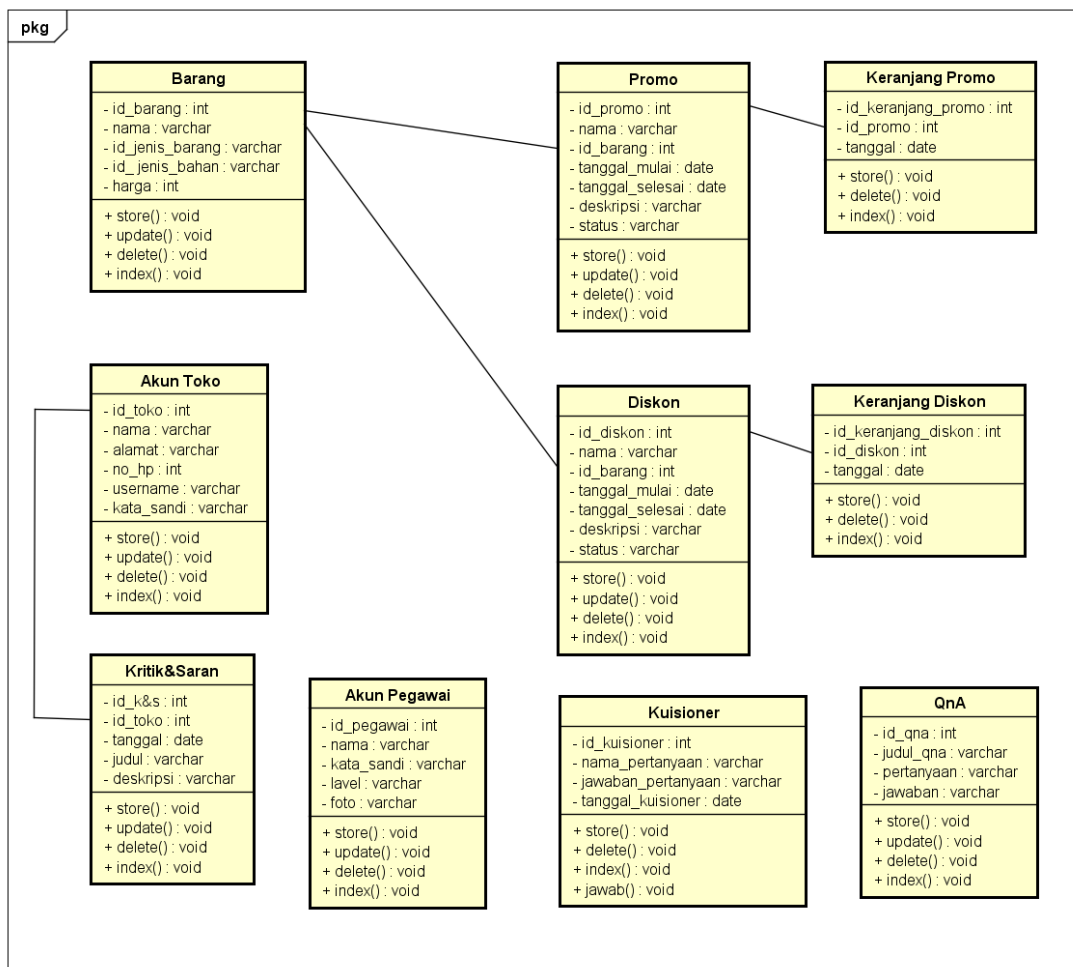 pkg
Barang
- id_barang : int
- nama : varchar
- id_jenis_barang : varchar
- id_ jenis_bahan : varchar
- harga : int
+ store() : void
+ update() : void
+ delete() : void
+ index() : void
Promo
- id_promo : int
- nama : varchar
- id_barang : int
- tanggal_mulai : date
- tanggal_selesai : date
- deskripsi : varchar
- status : varchar
+ store() : void
+ update() : void
+ delete() : void
+ index() : void
Keranjang Promo
- id_keranjang_promo : int
- id_promo : int
- tanggal : date
+ store() : void
+ delete() : void
+ index() : void
Akun Toko
- id_toko : int
- nama : varchar
- alamat : varchar
- no_hp : int
- username : varchar
- kata_sandi : varchar
+ store() : void
+ update() : void
+ delete() : void
+ index() : void
Diskon
- id_diskon : int
- nama : varchar
- id_barang : int
- tanggal_mulai : date
- tanggal_selesai : date
- deskripsi : varchar
- status : varchar
+ store() : void
+ update() : void
+ delete() : void
+ index() : void
Keranjang Diskon
- id_keranjang_diskon : int
- id_diskon : int
- tanggal : date
+ store() : void
+ delete() : void
+ index() : void
Kritik&Saran
- id_k&s : int
- id_toko : int
- tanggal : date
- judul : varchar
- deskripsi : varchar
+ store() : void
+ update() : void
+ delete() : void
+ index() : void
Akun Pegawai
- id_pegawai : int
- nama : varchar
- kata_sandi : varchar
- lavel : varchar
- foto : varchar
+ store() : void
+ update() : void
+ delete() : void
+ index() : void
Kuisioner
- id_kuisioner : int
- nama_pertanyaan : varchar
- jawaban_pertanyaan : varchar
- tanggal_kuisioner : date
+ store() : void
+ delete() : void
+ index() : void
+ jawab() : void
QnA
- id_qna : int
- judul_qna : varchar
- pertanyaan : varchar
- jawaban : varchar
+ store() : void
+ update() : void
+ delete() : void
+ index() : void